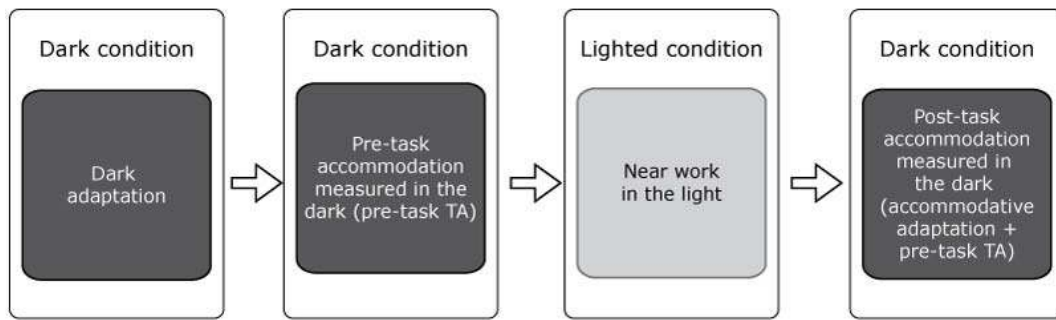 Dark condition
Dark
adaptation
Dark condition
Pre-task
accommodation
measured in the
dark (pre-task TA)
Lighted condition
Near work
in the light
Dark condition
Post-task
accommodation
measured in
the dark
(accommodative
adaptation +
pre-task TA)